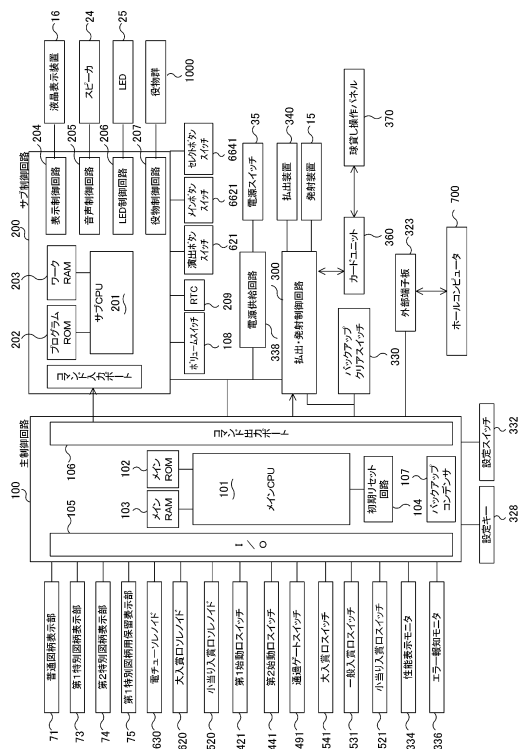 サブ制御回路
200
表示制御回路
204
液晶表示装置
16
音声制御回路
205
スピーカ
24
LED制御回路
206
LED
25
役物制御回路
207
役物群
1000
203
ワーク
RAM
202
プログラム
ROM
サブCPU
201
コマンド入力ポート
RTC
209
ボリュームスイッチ
108
演出ボタン
スイッチ
621
メインボタン
スイッチ
6621
セレクトボタン
スイッチ
6641
電源供給回路
338
電源スイッチ
35
払出・発射制御回路
300
払出装置
340
発射装置
15
カードユニット
360
球貸し操作パネル
370
バックアップ
クリアスイッチ
330
外部端子板
323
ホールコンピュータ
700
主制御回路
100
コマンド出力ポート
106
メイン
ROM
102
メイン
RAM
103
101
メインCPU
初期リセット
回路
104
バックアップ
コンデンサ
107
I/O
105
設定キー
328
設定スイッチ
332
普通図柄表示部
71
第1特別図柄表示部
73
第2特別図柄表示部
74
第1特別図柄用保留表示部
75
電チューソレノイド
630
大入賞口ソレノイド
620
小当り入賞口ソレノイド
520
第1始動口スイッチ
421
第2始動口スイッチ
441
通過ゲートスイッチ
491
大入賞口スイッチ
541
一般入賞口スイッチ
531
小当り入賞口スイッチ
521
性能表示モニタ
334
エラー報知モニタ
336